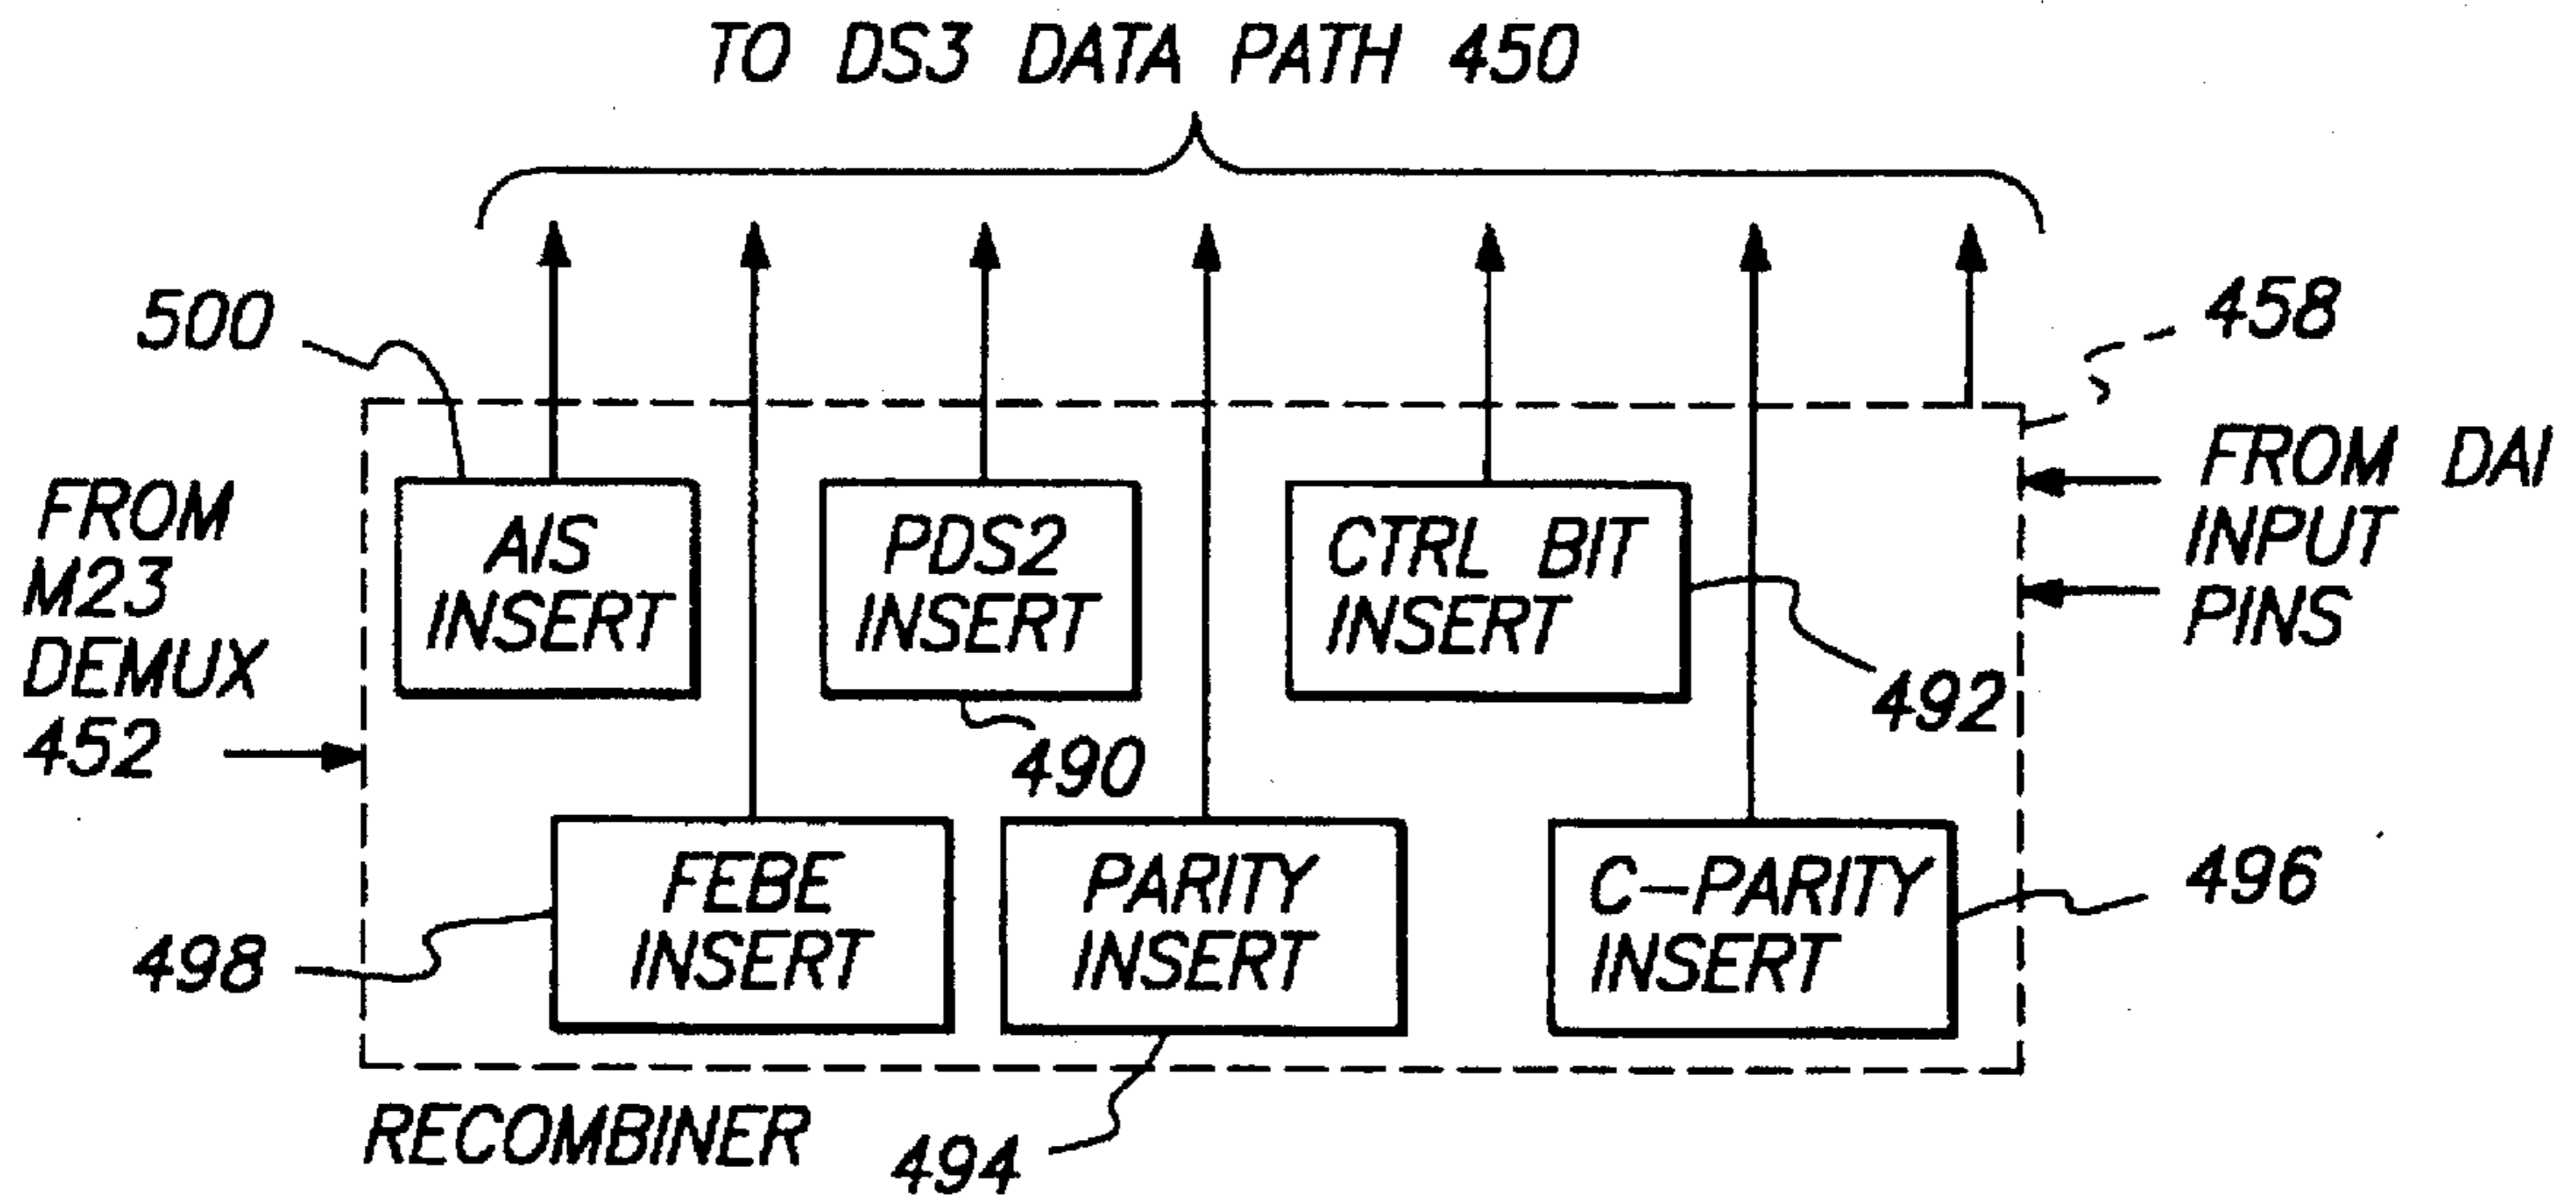 TO DS3 DATA PATH 450
500
458
FROM
M23
DEMUX
452
AIS
INSERT
PDS2
INSERT
490
CTRL BIT
INSERT
492
FROM DAI
INPUT
PINS
498
FEBE
INSERT
PARITY
INSERT
C-PARITY
INSERT
496
RECOMBINER
494